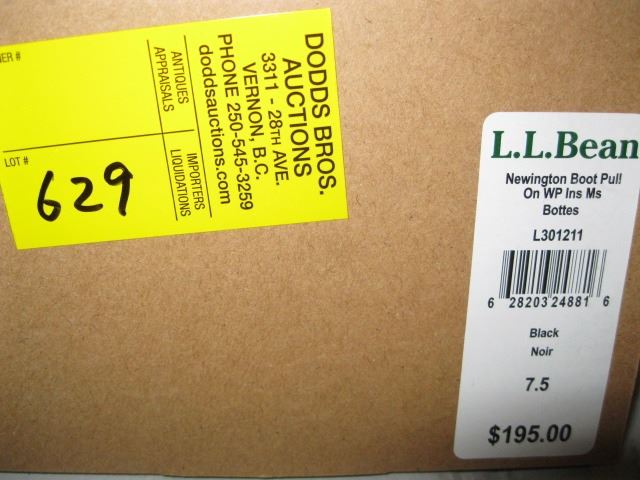 DODDS BROS.
AUCTIONS
3311 - 28TH AVE.
VERNON, B.C.
PHONE 250-545-3259
doddsauctions.com
ANTIQUES
APPRAISALS
IMPORTERS
LIQUIDATIONS
LOT #
629
L.L.Bean
Newington Boot Pull
On WP Ins Ms
Bottes
L301211
6 28203 24881 6
Black
Noir
7.5
$195.00